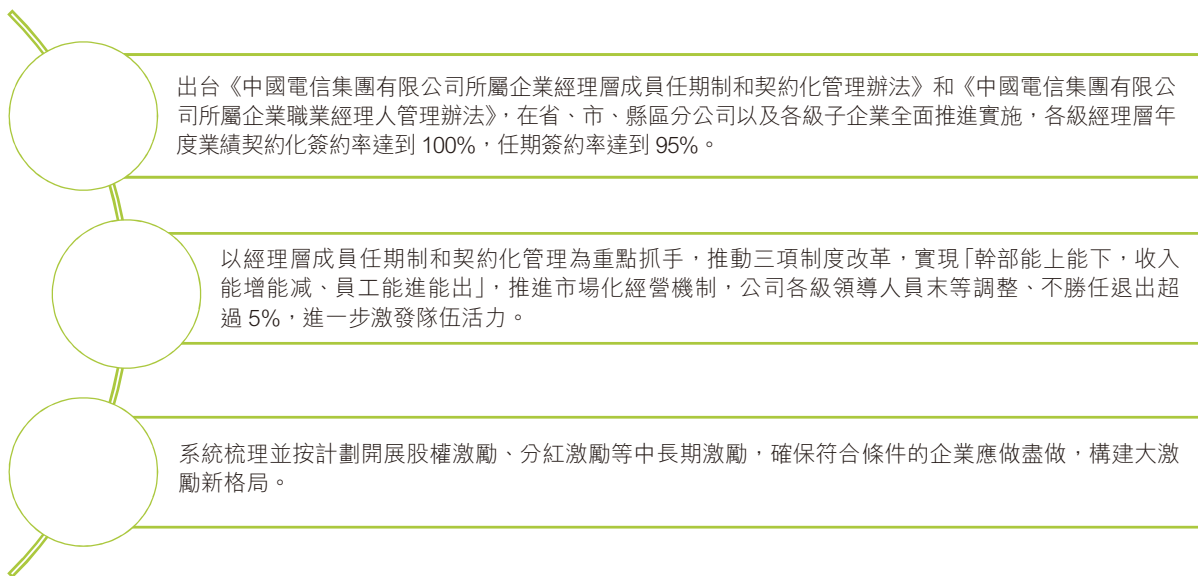 出台《中國電信集團有限公司所屬企業經理層成員任期制和契約化管理辦法》和《中國電信集團有限公
司所屬企業職業經理人管理辦法》，在省、市、縣區分公司以及各級子企業全面推進實施，各級經理層年
度業績契約化簽約率達到 100%，任期簽約率達到 95%。
以經理層成員任期制和契約化管理為重點抓手，推動三項制度改革，實現「幹部能上能下，收入
能增能減、員工能進能出」，推進市場化經營機制，公司各級領導人員末等調整、不勝任退出超
過 5%，進一步激發隊伍活力。
系統梳理並按計劃開展股權激勵、分紅激勵等中長期激勵，確保符合條件的企業應做盡做，構建大激
勵新格局。